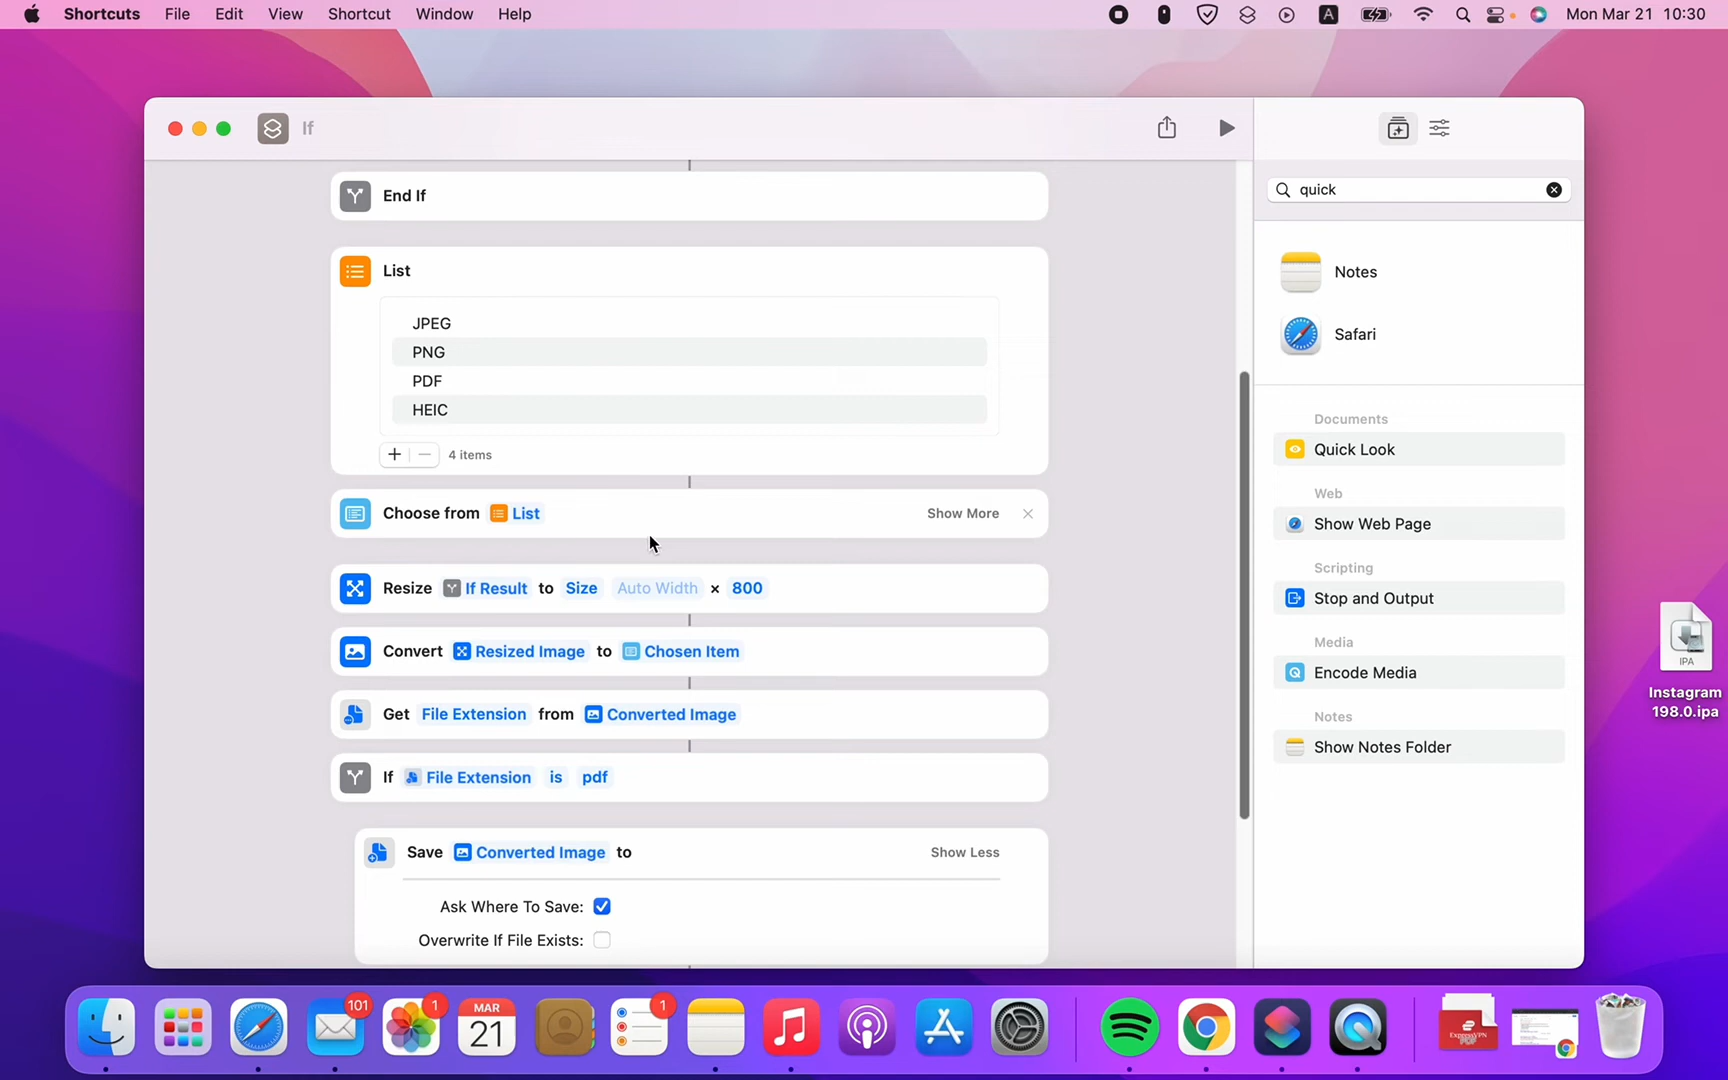 Shortcuts File Edit View Shortcut Window Help A Mon Mar 21 10:30
If
quick
End If
List
JPEG
PNG
PDF
HEIC
4 items
Choose from List Show More
Resize If Result to Size Auto Width × 800
Convert Resized Image to Chosen Item
Get File Extension from Converted Image
If File Extension is pdf
Save Converted Image to Show Less
Ask Where To Save:
Overwrite If File Exists:
Notes
Safari
Documents
Quick Look
Web
Show Web Page
Scripting
Stop and Output
Media
Encode Media
Notes
Show Notes Folder
IPA
Instagram
198.0.ipa
101
1
MAR
21
1
ExpressVPN